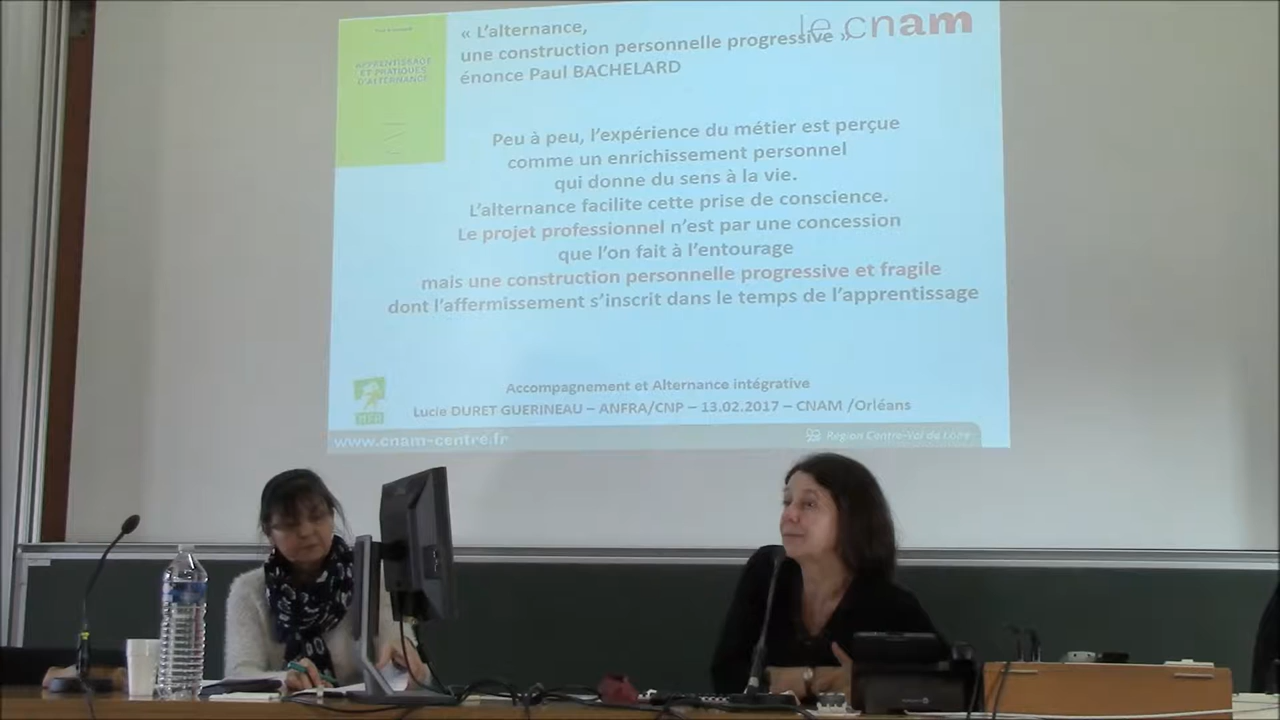 « L'alternance,
une construction personnelle progressive »
énonce Paul BACHELARD
le cnam
APPRENTISSAGE
ET PRATIQUES
D'ALTERNANCE
Peu à peu, l'expérience du métier est perçue
comme un enrichissement personnel
qui donne du sens à la vie.
L'alternance facilite cette prise de conscience.
Le projet professionnel n'est par une concession
que l'on fait à l'entourage
mais une construction personnelle progressive et fragile
dont l'affermissement s'inscrit dans le temps de l'apprentissage
Accompagnement et Alternance intégrative
Lucie DURET GUERINEAU – ANFRA/CNP – 13.02.2017 – CNAM /Orléans
www.cnam-centre.fr
Région Centre-Val de Loire